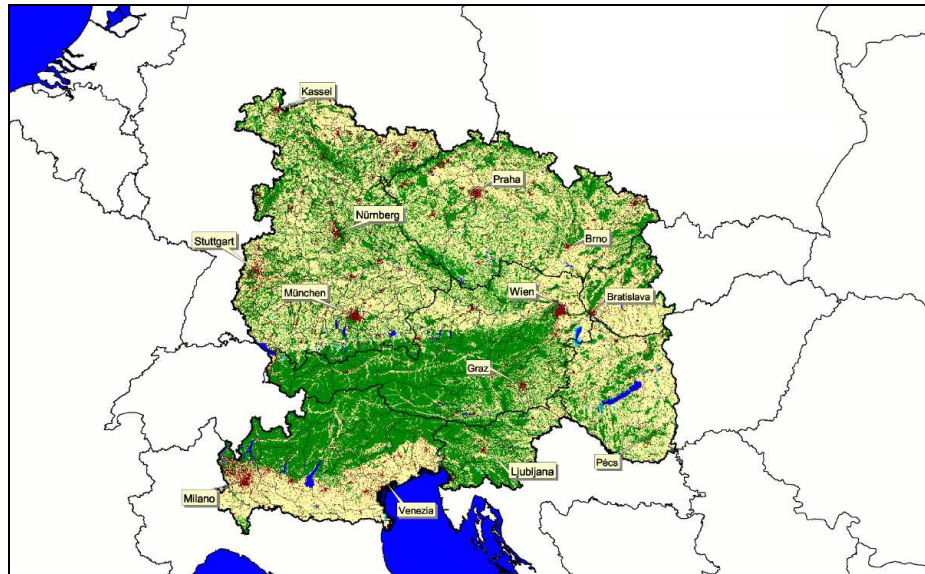 Kassel
Praha
Nürnberg
Stuttgart
Brno
München
Wien
Bratislava
Graz
Pécs
Ljubljana
Milano
Venezia